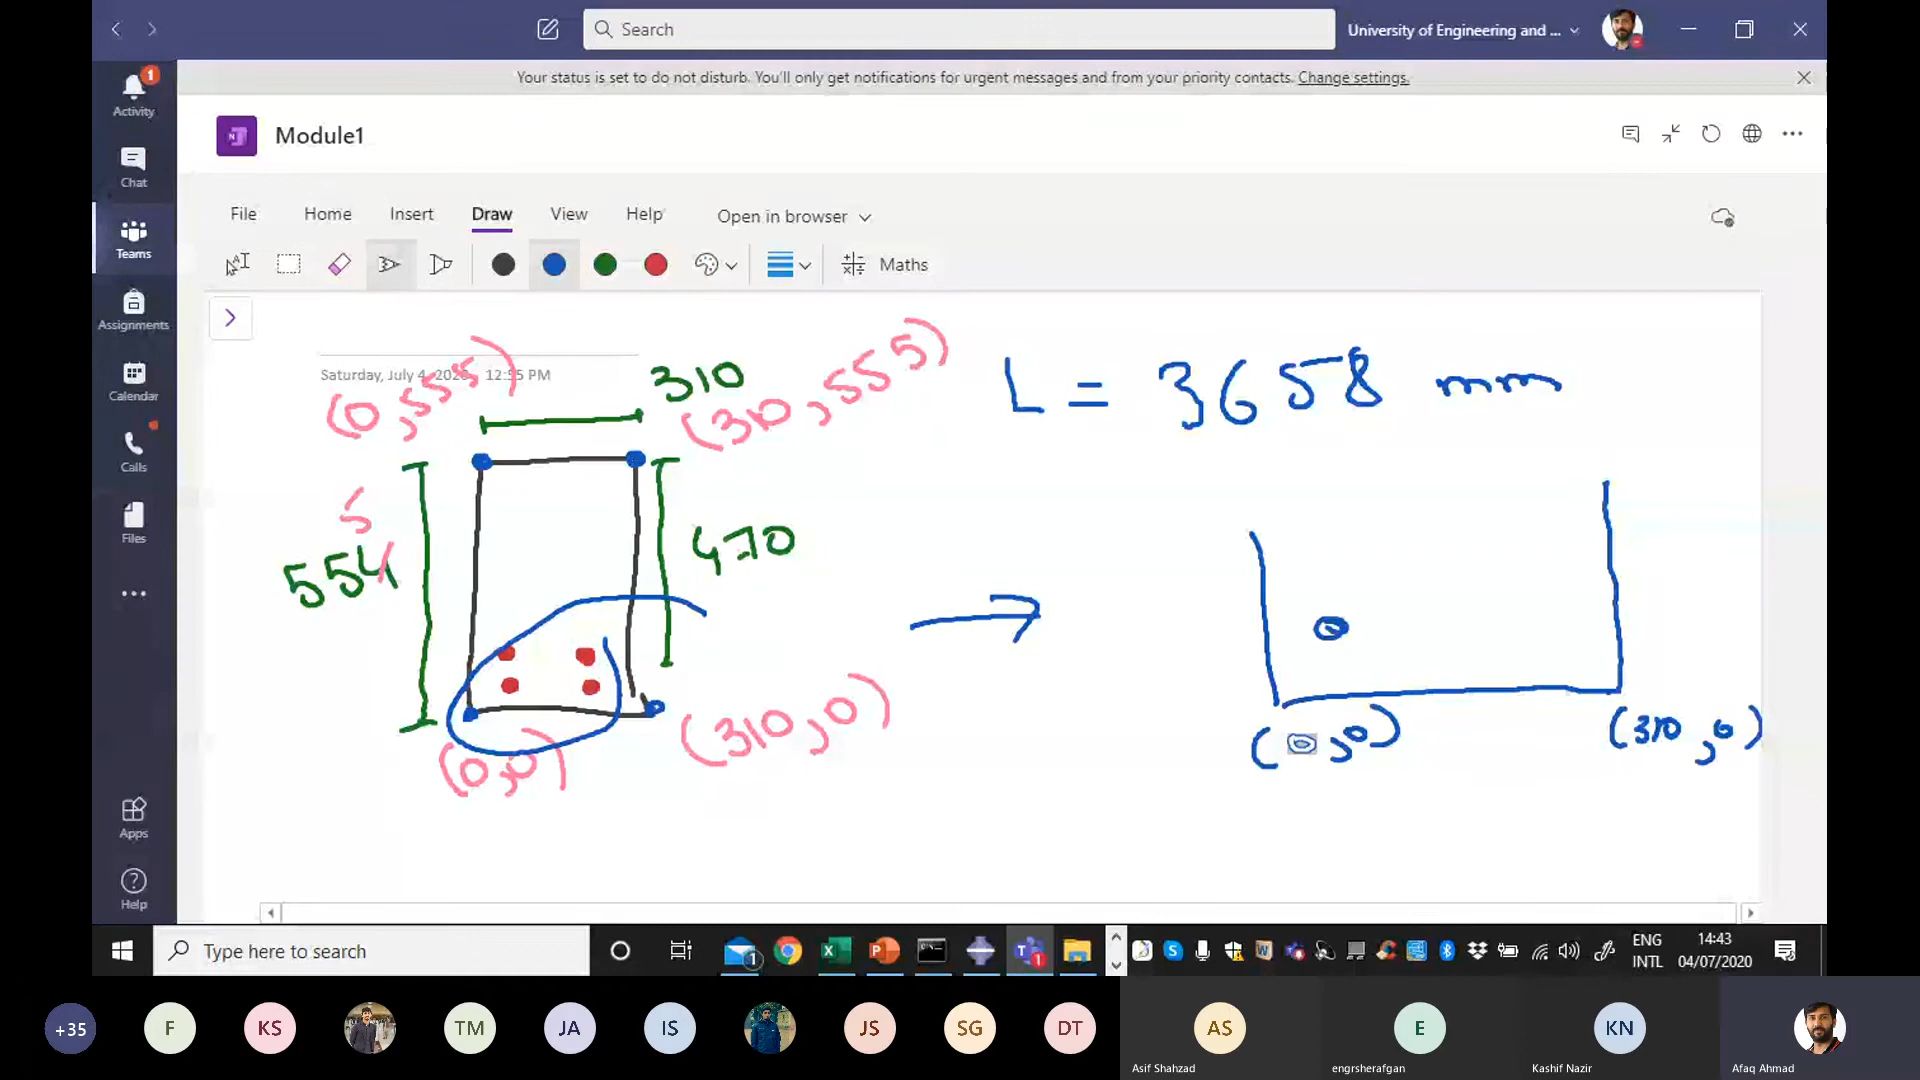 Search
University of Engineering and ...
Your status is set to do not disturb. You'll only get notifications for urgent messages and from your priority contacts. Change settings.
1
Activity
Chat
Teams
Assignments
Calendar
Calls
Files
Apps
Help
N
Module1
File Home Insert Draw View Help Open in browser
Maths
Saturday, July 4, 2020 12:55 PM
(0,555)
310
(310,555)
L = 3658 mm
5
554
470
(0,0)
(310,0)
(0,0)
(310,0)
Type here to search
1
1
ENG
INTL
14:43
04/07/2020
+35
F
KS
TM
JA
IS
JS
SG
DT
AS
E
KN
Asif Shahzad
engrsherafgan
Kashif Nazir
Afaq Ahmad